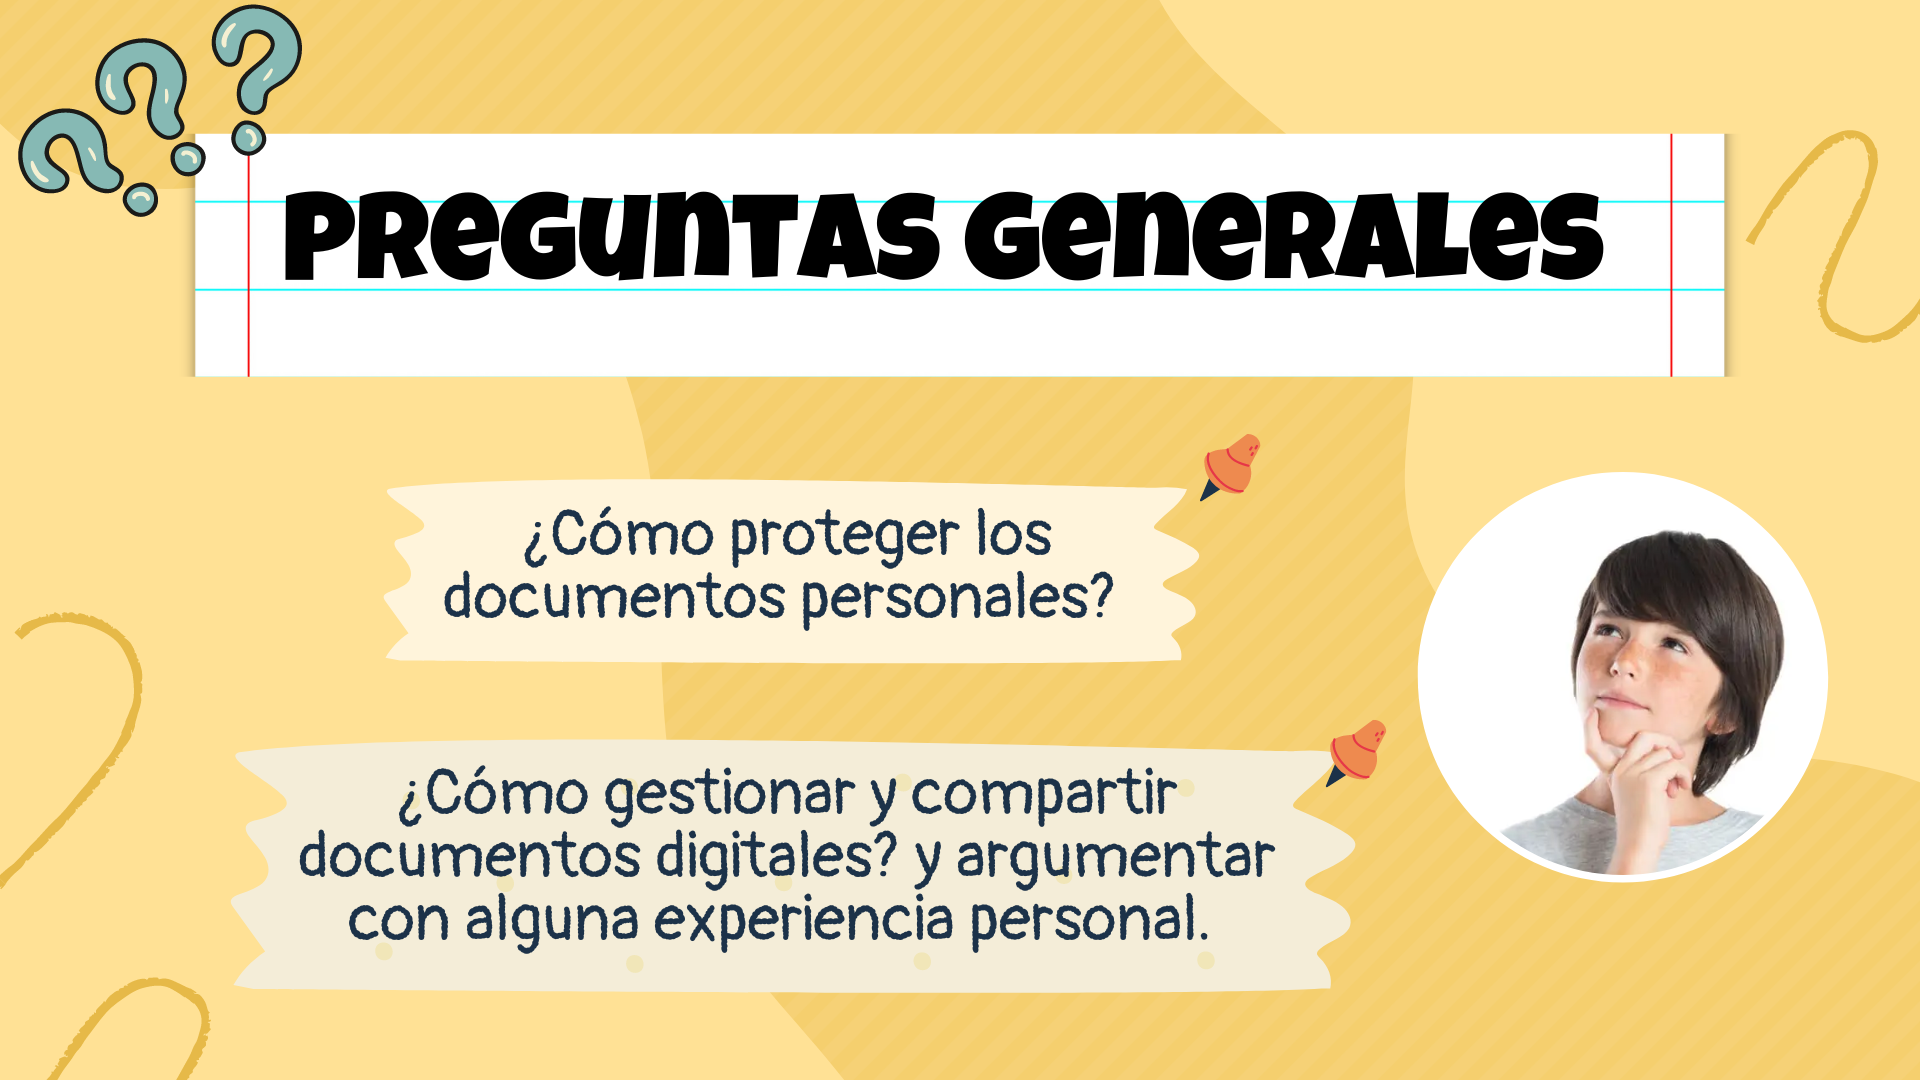 PREGUNTAS GENERALES
¿Cómo proteger los
documentos personales?
¿Cómo gestionar y compartir
documentos digitales? y argumentar
con alguna experiencia personal.